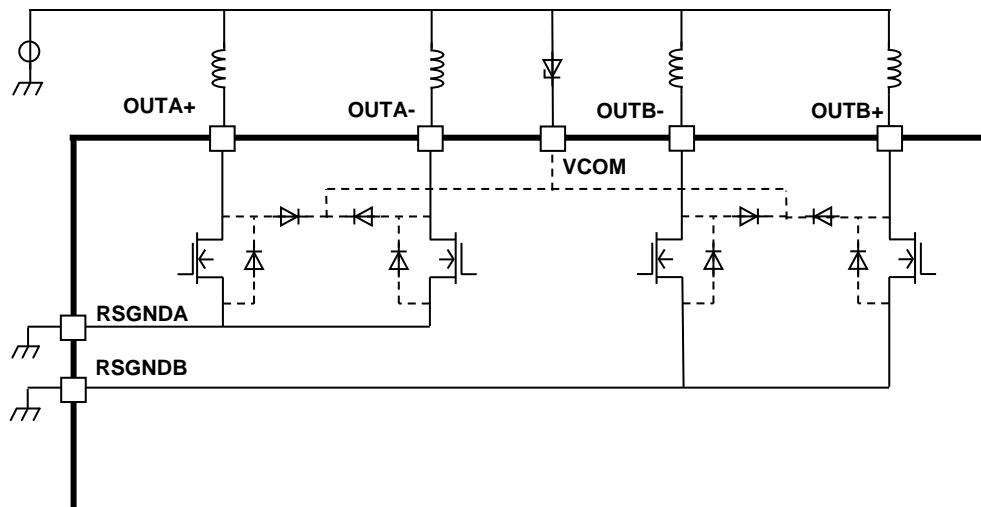 OUTA+
OUTA-
OUTB-
OUTB+
VCOM
RSGNDA
RSGNDB